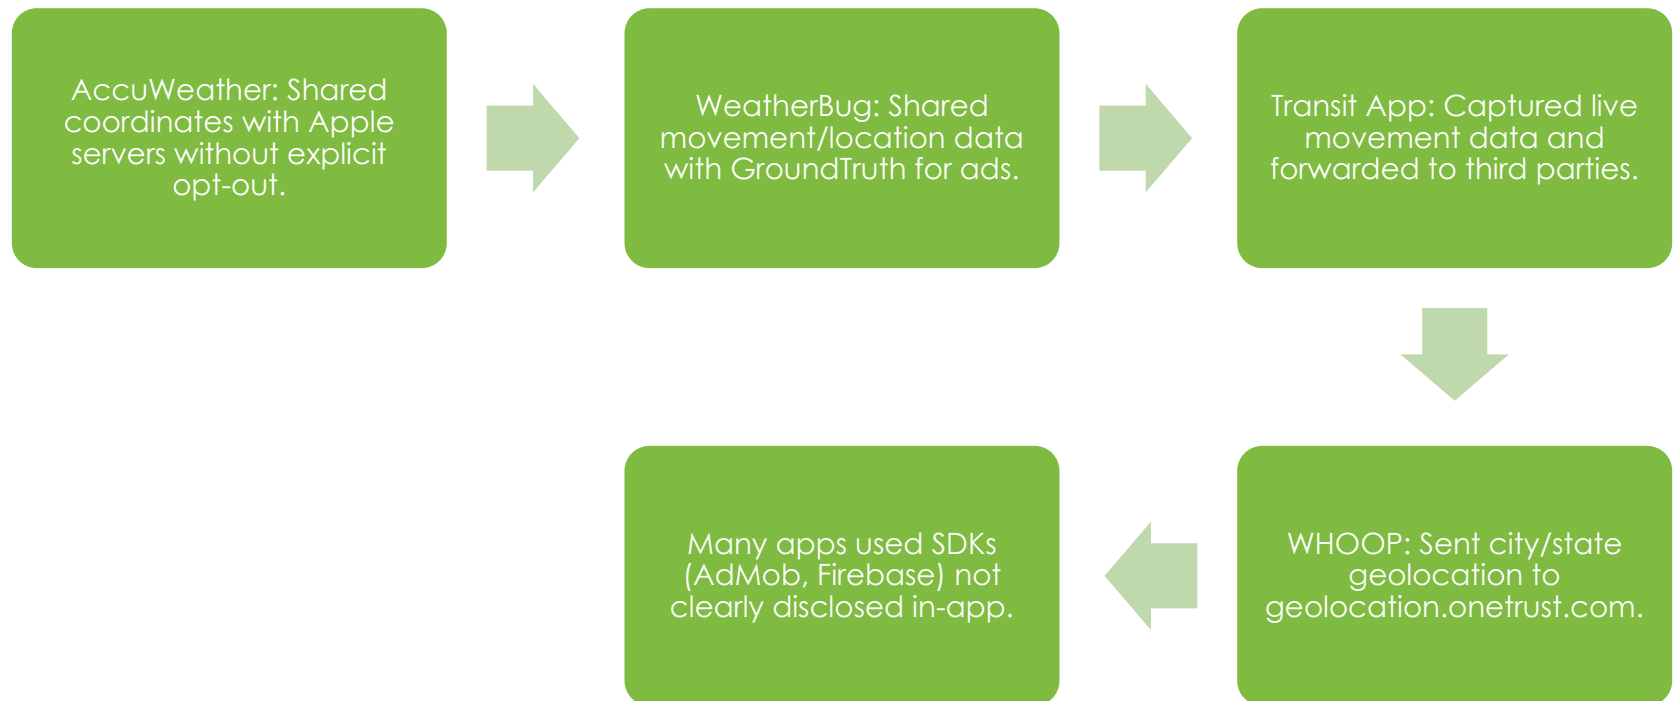 AccuWeather: Shared
coordinates with Apple
servers without explicit
opt-out.
WeatherBug: Shared
movement/location data
with GroundTruth for ads.
Transit App: Captured live
movement data and
forwarded to third parties.
WHOOP: Sent city/state
geolocation to
geolocation.onetrust.com.
Many apps used SDKs
(AdMob, Firebase) not
clearly disclosed in-app.